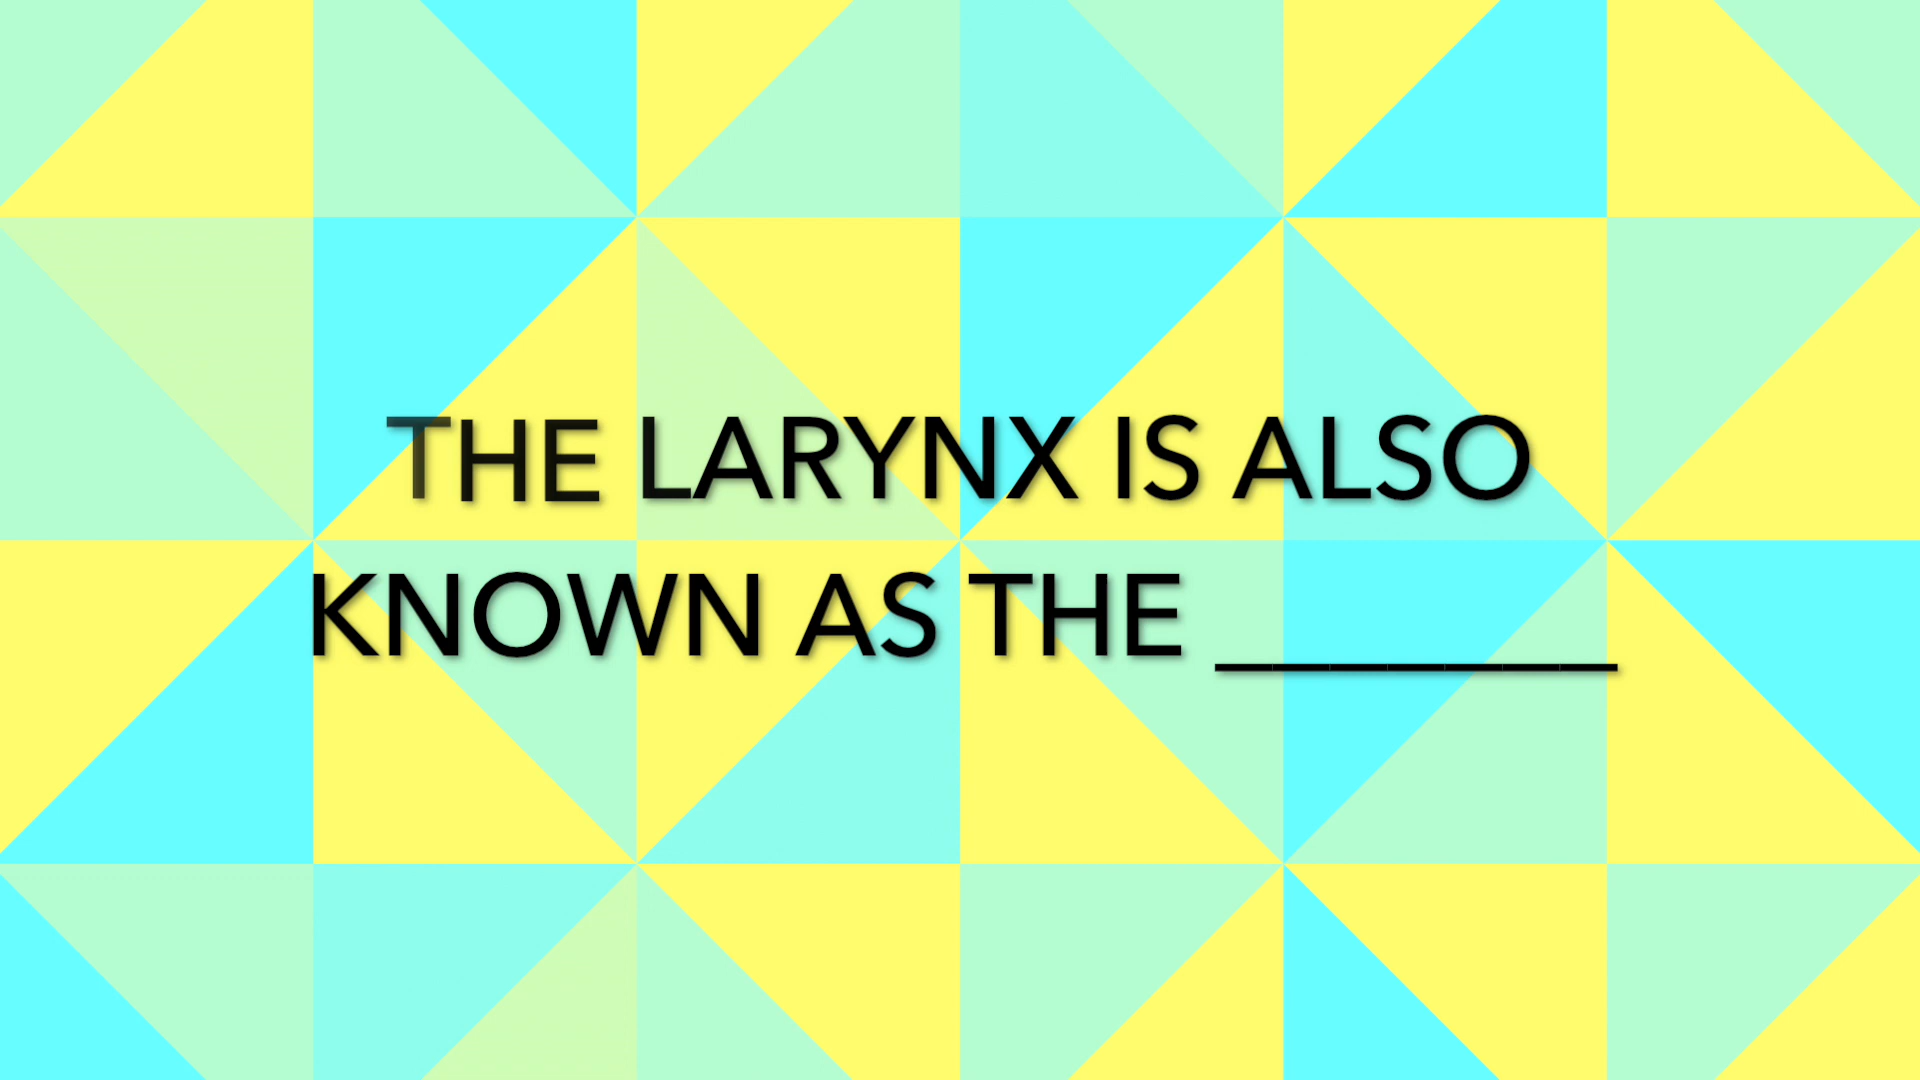 THE LARYNX IS ALSO
KNOWN AS THE _______